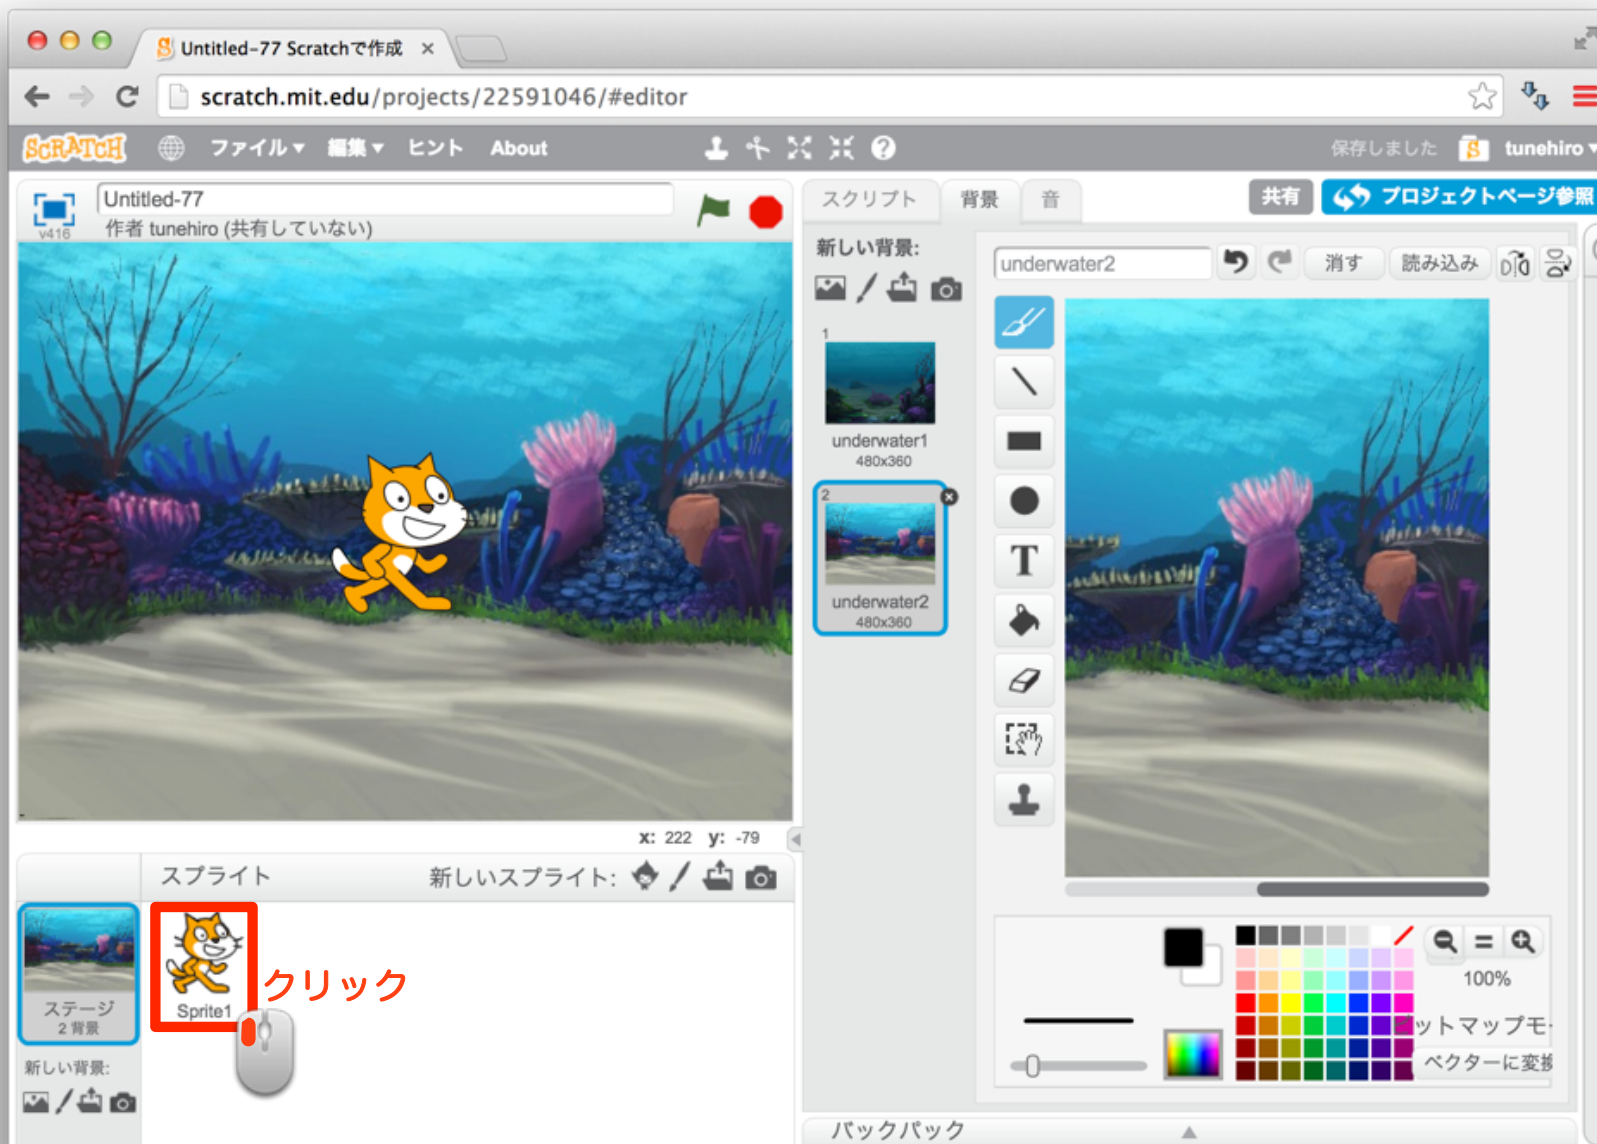 Untitled-77 Scratchで作成
scratch.mit.edu/projects/22591046/#editor
SCRATCH ファイル 編集 ヒント About 保存しました tunehiro
v416
Untitled-77
作者 tunehiro (共有していない)
スクリプト 背景 音 共有 プロジェクトページ参照
新しい背景:
underwater2 消す 読み込み
1
underwater1
480x360
2
underwater2
480x360
T
x: 222 y: -79
スプライト 新しいスプライト:
ステージ
2 背景
新しい背景:
Sprite1
クリック
100%
ットマップモ
ベクターに変換
バックパック